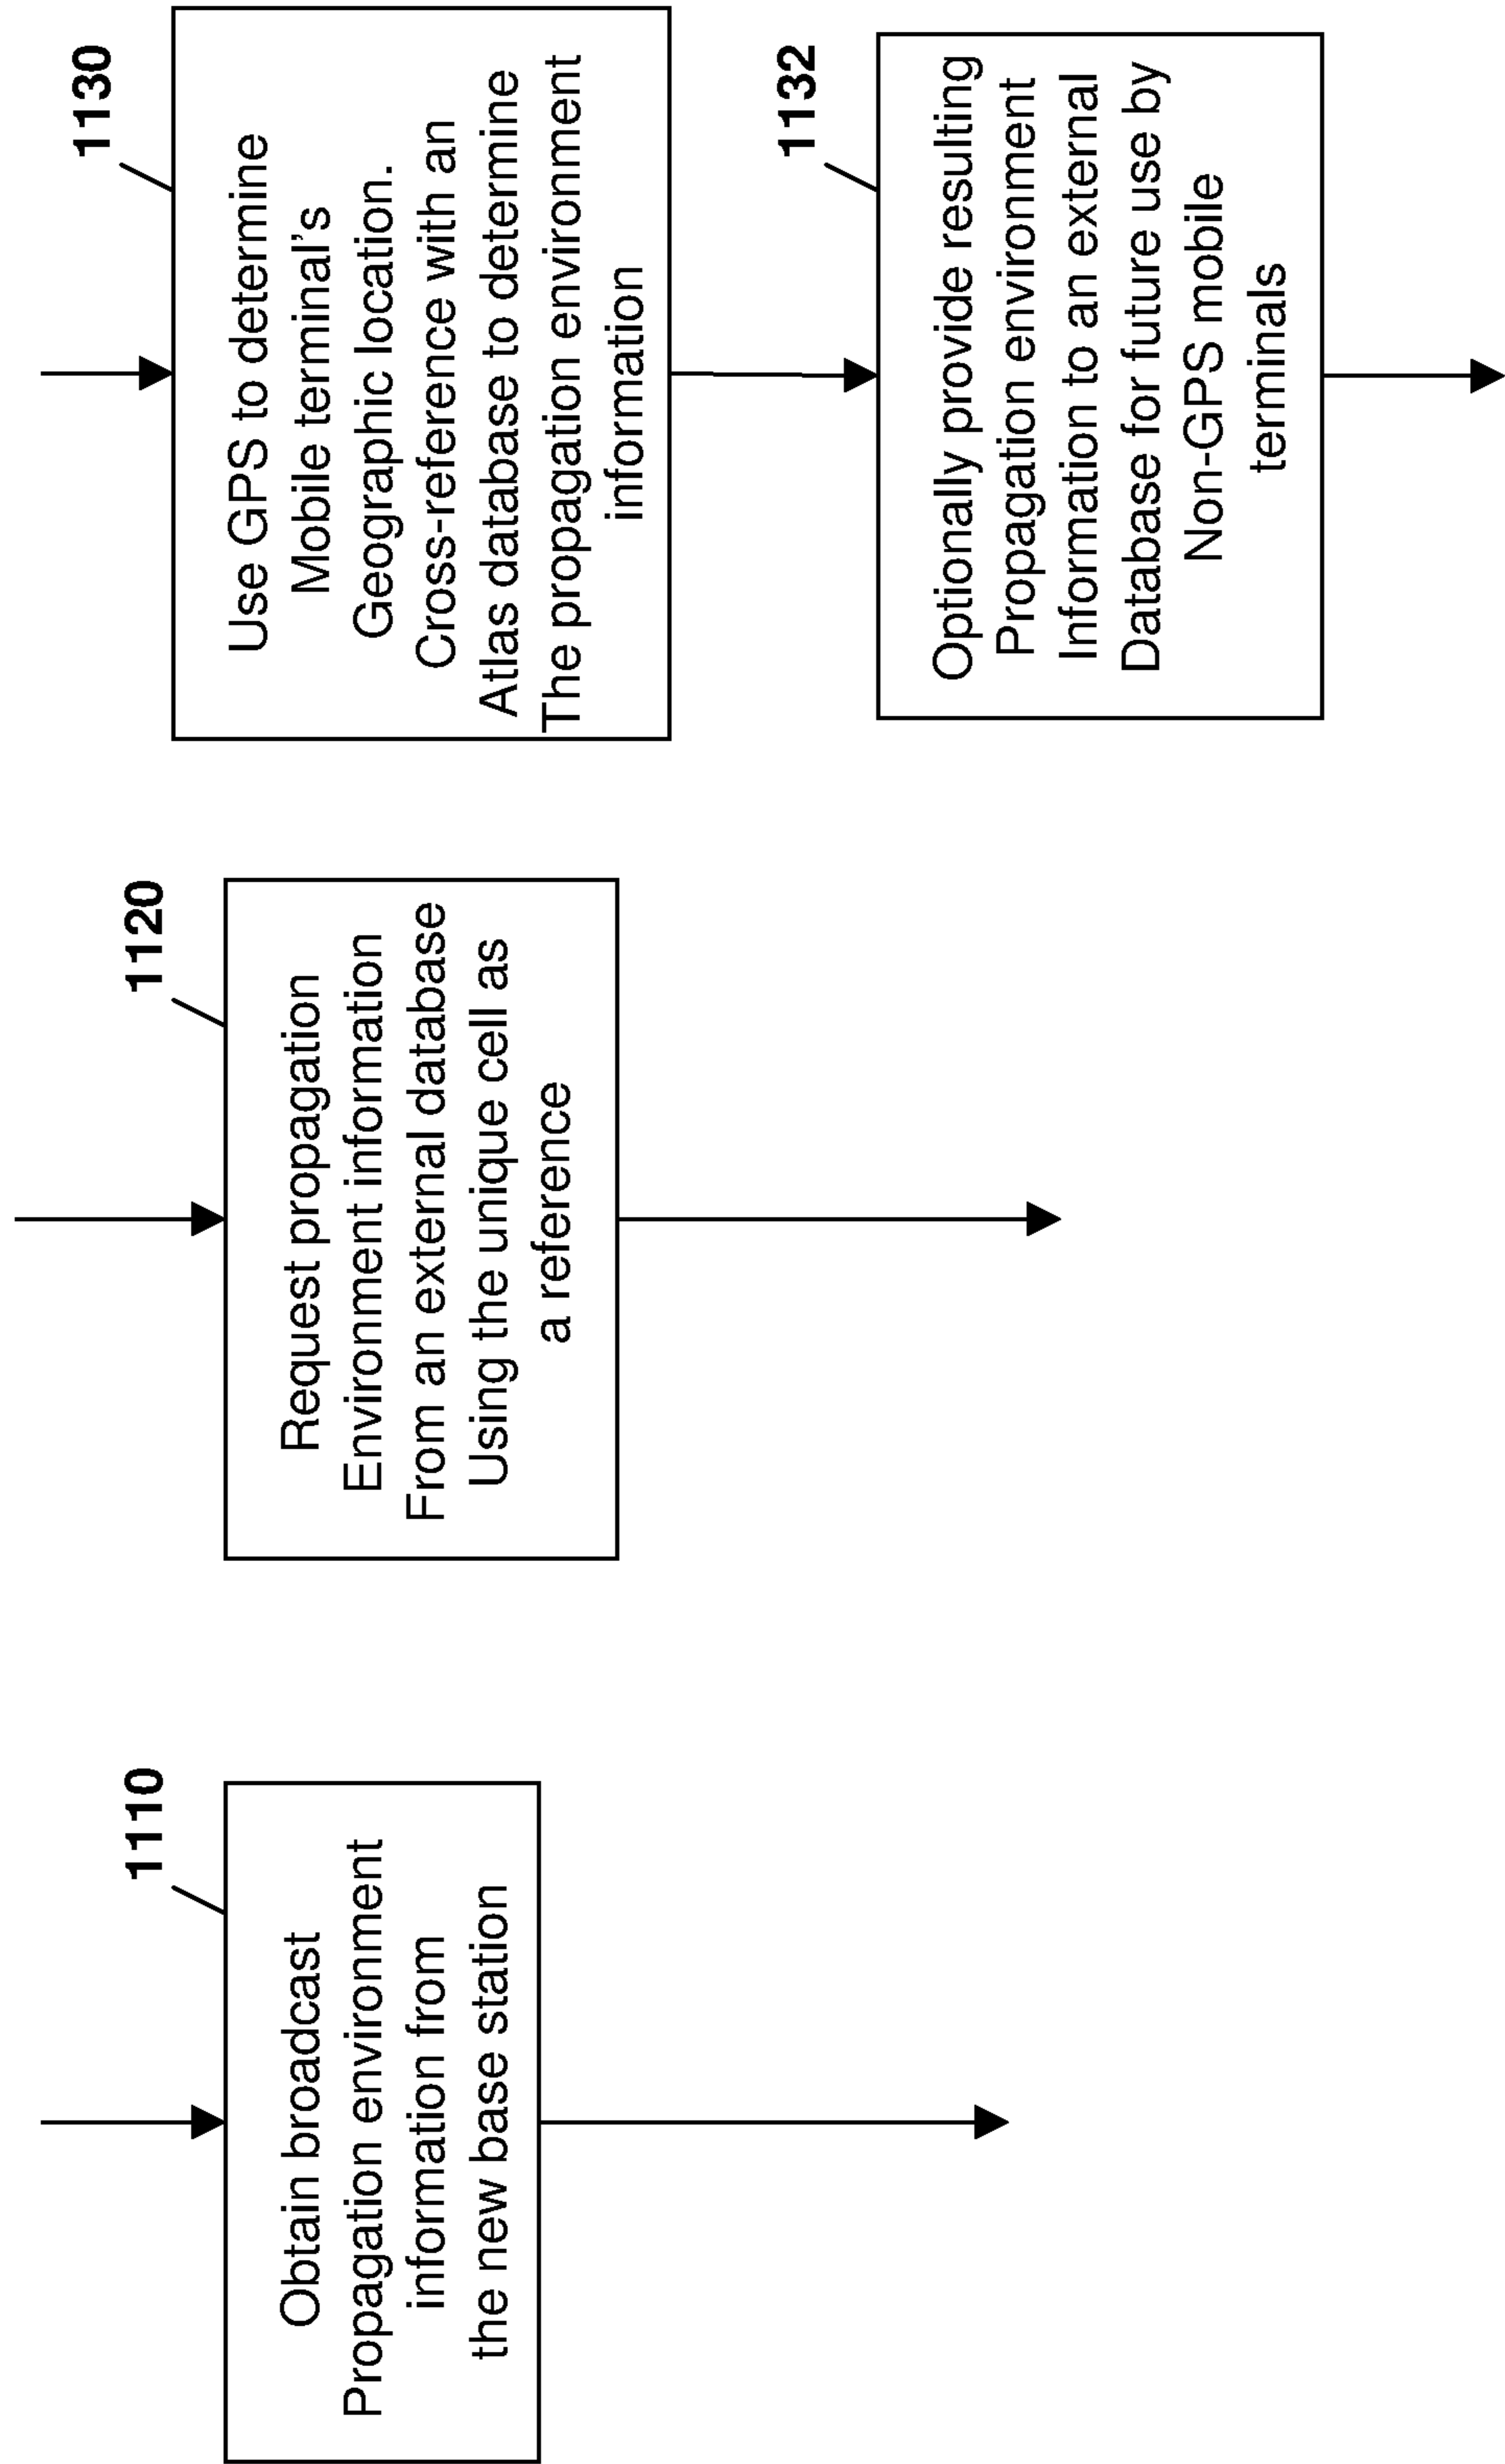 1110
Obtain broadcast
Propagation environment
information from
the new base station
1120
Request propagation
Environment information
From an external database
Using the unique cell as
a reference
1130
Use GPS to determine
Mobile terminal's
Geographic location.
Cross-reference with an
Atlas database to determine
The propagation environment
information
1132
Optionally provide resulting
Propagation environment
Information to an external
Database for future use by
Non-GPS mobile
terminals